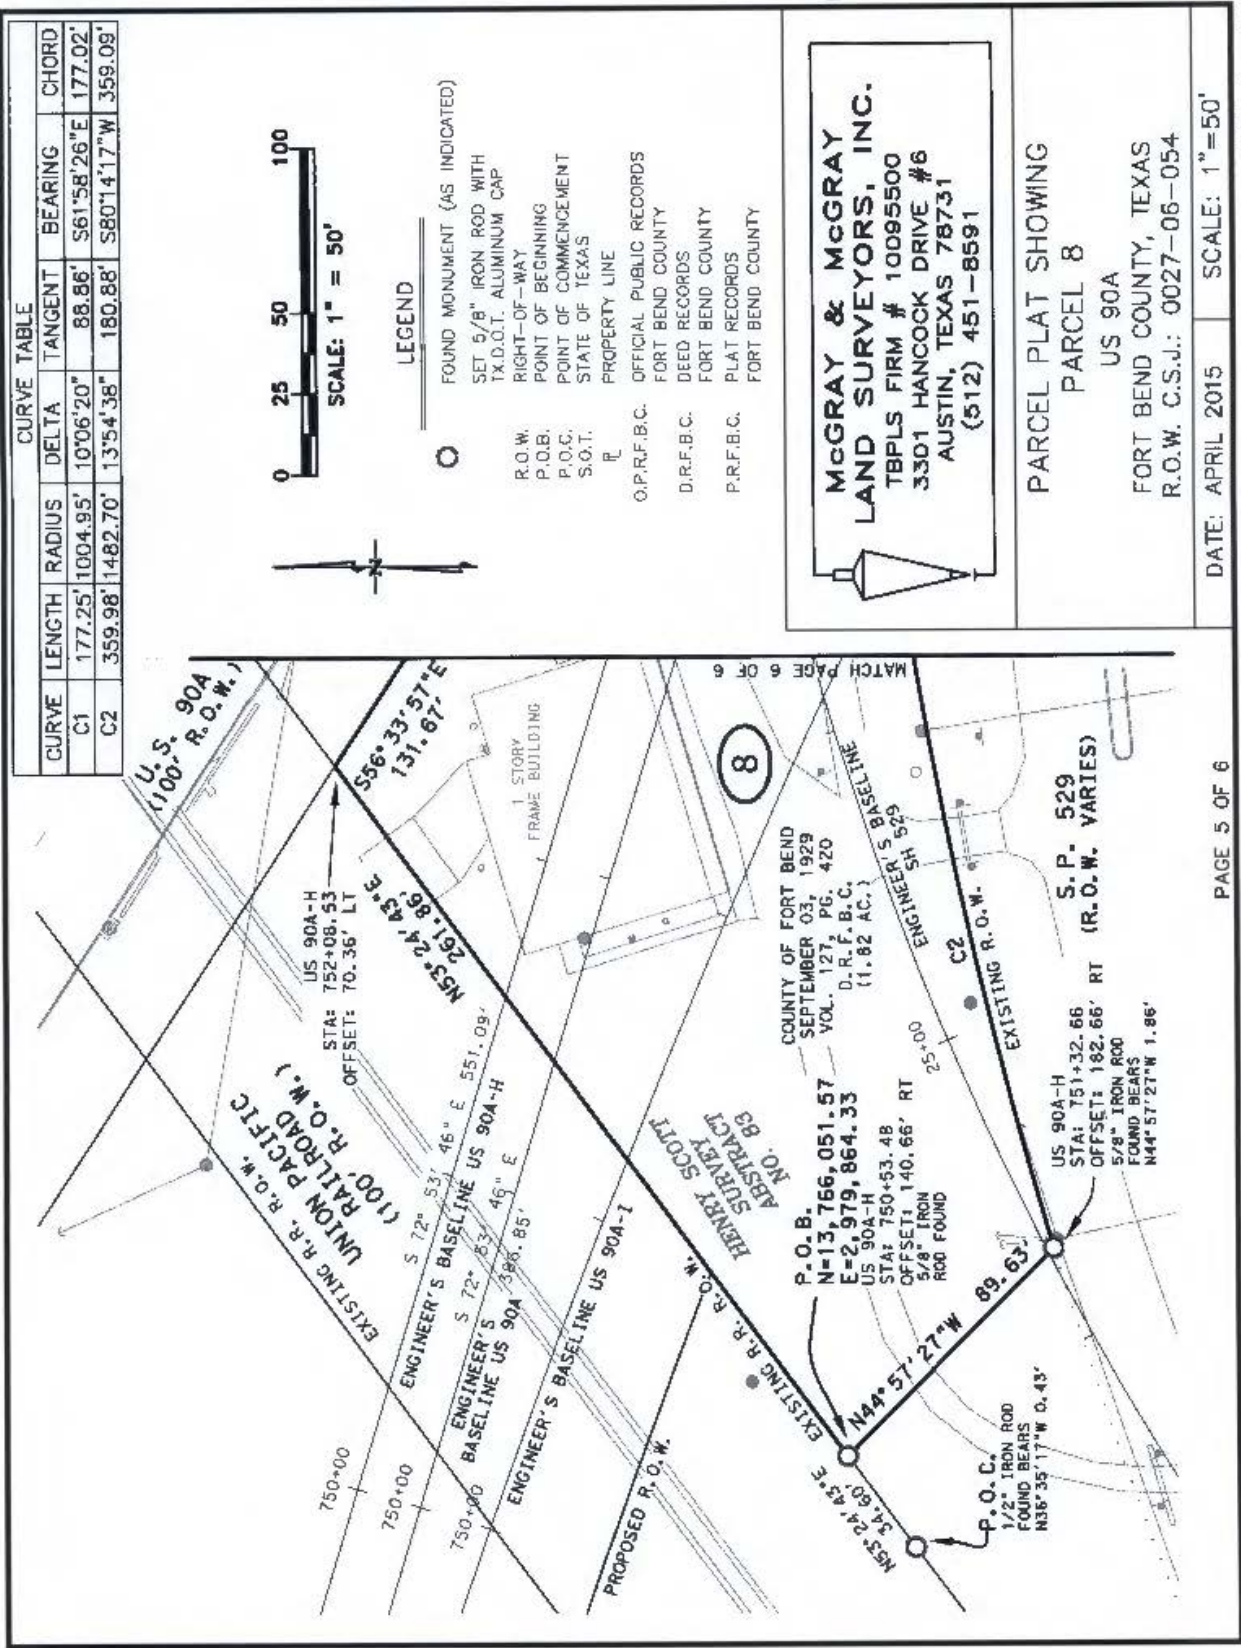 CURVE TABLE
CURVE LENGTH RADIUS DELTA TANGENT BEARING CHORD
C1 177.25' 1004.95' 10°06'20" 88.86' S61°58'26"E 177.02'
C2 359.98' 1482.70' 13°54'38" 180.88' S80°14'17"W 359.09'
U.S. 90A
(100' R.O.W.)
US 90A-H
STA: 752+08.53
OFFSET: 70.36' LT
S56°33'57"E
131.67'
N53°24'43"E
261.86'
1 STORY
FRAME BUILDING
EXISTING R.R. R.O.W.
UNION PACIFIC
RAILROAD
(100' R.O.W.)
S 72° 53' 46" E 551.09'
ENGINEER'S BASELINE US 90A-H
S 72° 53' 46" E
386.85'
ENGINEER'S
BASELINE US 90A
ENGINEER'S BASELINE US 90A-I
750+00
750+00
750+00
PROPOSED R.O.W.
EXISTING R.R. R.O.W.
HENRY SCOTT
SURVEY
ABSTRACT
NO. 83
8
MATCH PAGE 6 OF 6
COUNTY OF FORT BEND
SEPTEMBER 03, 1929
VOL. 127, PG. 420
D.R.F.B.C.
(1.82 AC.)
ENGINEER'S BASELINE
SH 529
25+00
C2
EXISTING R.O.W.
S.P. 529
(R.O.W. VARIES)
P.O.B.
N=13,766,051.57
E=2,979,864.33
US 90A-H
STA: 750+53.48
OFFSET: 140.66' RT
5/8" IRON
ROD FOUND
N44°57'27"W 89.63'
US 90A-H
STA: 751+32.66
OFFSET: 182.66' RT
5/8" IRON ROD
FOUND BEARS
N44°57'27"W 1.86'
N53°24'43"E
34.60'
P.O.C.
1/2" IRON ROD
FOUND BEARS
N36°35'17"W 0.43'
0 25 50 100
SCALE: 1" = 50'
N
LEGEND
FOUND MONUMENT (AS INDICATED)
SET 5/8" IRON ROD WITH
TX.D.O.T. ALUMINUM CAP
R.O.W. RIGHT-OF-WAY
P.O.B. POINT OF BEGINNING
P.O.C. POINT OF COMMENCEMENT
S.O.T. STATE OF TEXAS
PL PROPERTY LINE
O.P.R.F.B.C. OFFICIAL PUBLIC RECORDS
FORT BEND COUNTY
D.R.F.B.C. DEED RECORDS
FORT BEND COUNTY
P.R.F.B.C. PLAT RECORDS
FORT BEND COUNTY
McGRAY & McGRAY
LAND SURVEYORS, INC.
TBPLS FIRM # 10095500
3301 HANCOCK DRIVE #6
AUSTIN, TEXAS 78731
(512) 451-8591
PARCEL PLAT SHOWING
PARCEL 8
US 90A
FORT BEND COUNTY, TEXAS
R.O.W. C.S.J.: 0027-06-054
DATE: APRIL 2015 SCALE: 1"=50'
PAGE 5 OF 6